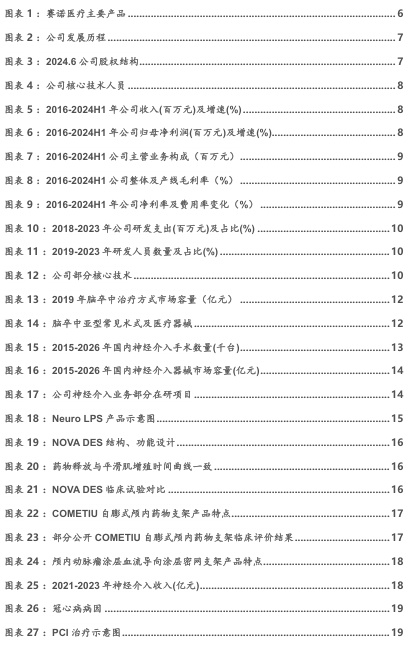 图表 1：赛诺医疗主要产品 6
图表 2：公司发展历程 7
图表 3：2024.6 公司股权结构 7
图表 4：公司核心技术人员 8
图表 5：2016-2024H1 年公司收入(百万元)及增速(%) 8
图表 6：2016-2024H1 年公司归母净利润(百万元)及增速(%) 8
图表 7：2016-2024H1 公司主营业务构成（百万元） 9
图表 8：2016-2024H1 公司整体及产线毛利率（%） 9
图表 9：2016-2024H1 年公司净利率及费用率变化（%） 9
图表 10：2018-2023 年公司研发支出(百万元)及占比(%) 10
图表 11：2019-2023 年研发人员数量及占比(%) 10
图表 12：公司部分核心技术 10
图表 13：2019 年脑卒中治疗方式市场容量（亿元） 12
图表 14：脑卒中亚型常见术式及医疗器械 12
图表 15：2015-2026 年国内神经介入手术数量(千台) 13
图表 16：2015-2026 年国内神经介入器械市场容量(亿元) 14
图表 17：公司神经介入业务部分在研项目 14
图表 18：Neuro LPS 产品示意图 15
图表 19：NOVA DES 结构、功能设计 16
图表 20：药物释放与平滑肌增殖时间曲线一致 16
图表 21：NOVA DES 临床试验对比 16
图表 22：COMETIU 自膨式颅内药物支架产品特点 17
图表 23：部分公开 COMETIU 自膨式颅内药物支架临床评价结果 17
图表 24：颅内动脉瘤涂层血流导向涂层密网支架产品特点 18
图表 25：2021-2023 年神经介入收入(亿元) 18
图表 26：冠心病病因 19
图表 27：PCI 治疗示意图 19